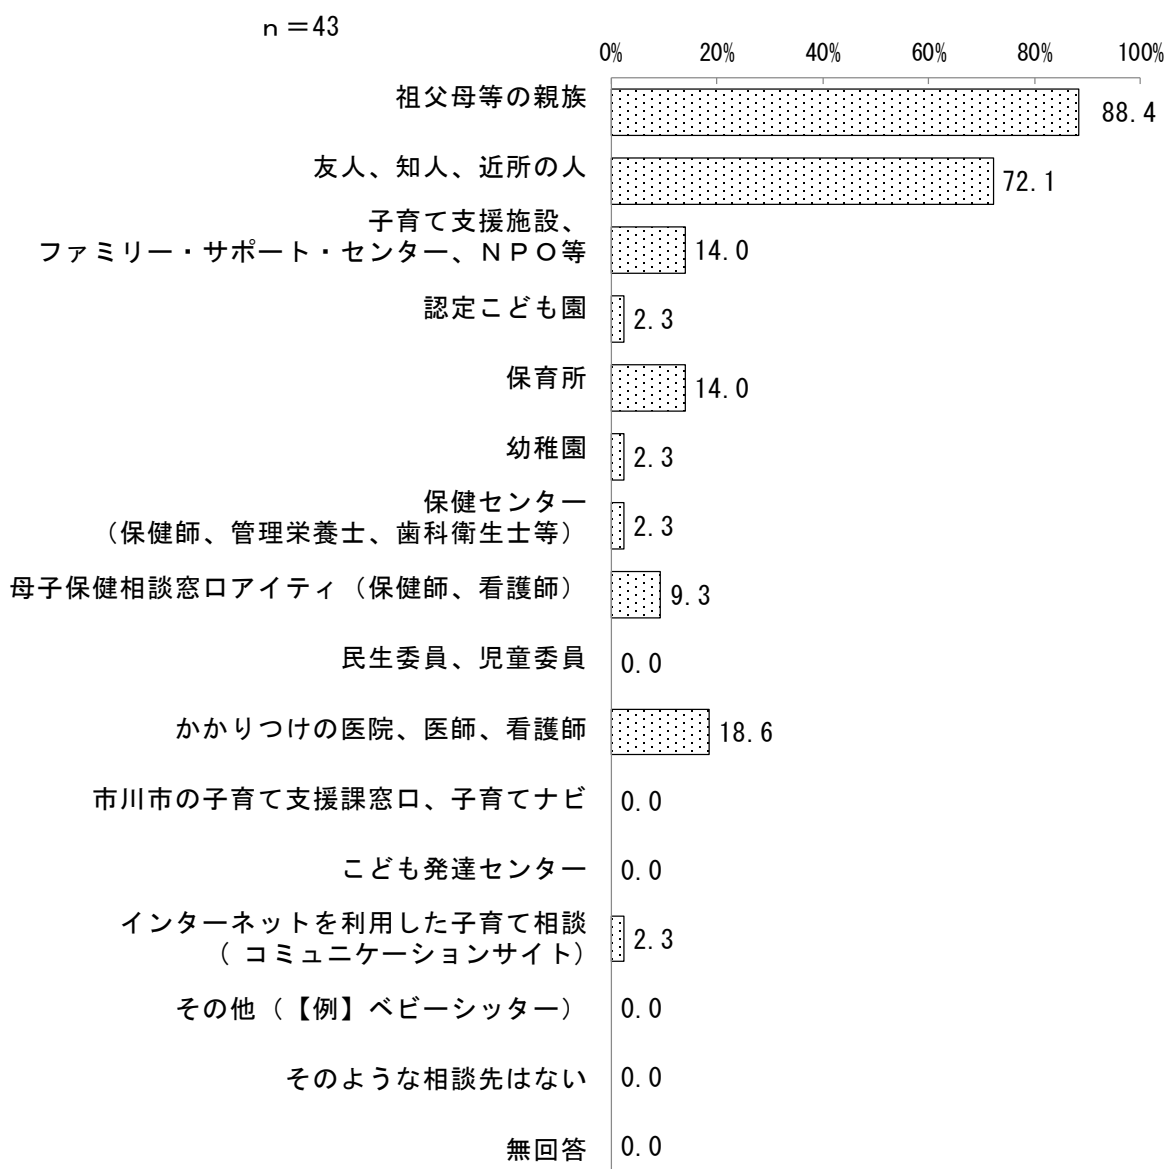 ｎ＝43
0% 20% 40% 60% 80% 100%
祖父母等の親族 88.4
友人、知人、近所の人 72.1
子育て支援施設、
ファミリー・サポート・センター、ＮＰＯ等 14.0
認定こども園 2.3
保育所 14.0
幼稚園 2.3
保健センター
（保健師、管理栄養士、歯科衛生士等） 2.3
母子保健相談窓口アイティ（保健師、看護師） 9.3
民生委員、児童委員 0.0
かかりつけの医院、医師、看護師 18.6
市川市の子育て支援課窓口、子育てナビ 0.0
こども発達センター 0.0
インターネットを利用した子育て相談
（ コミュニケーションサイト） 2.3
その他（【例】ベビーシッター） 0.0
そのような相談先はない 0.0
無回答 0.0